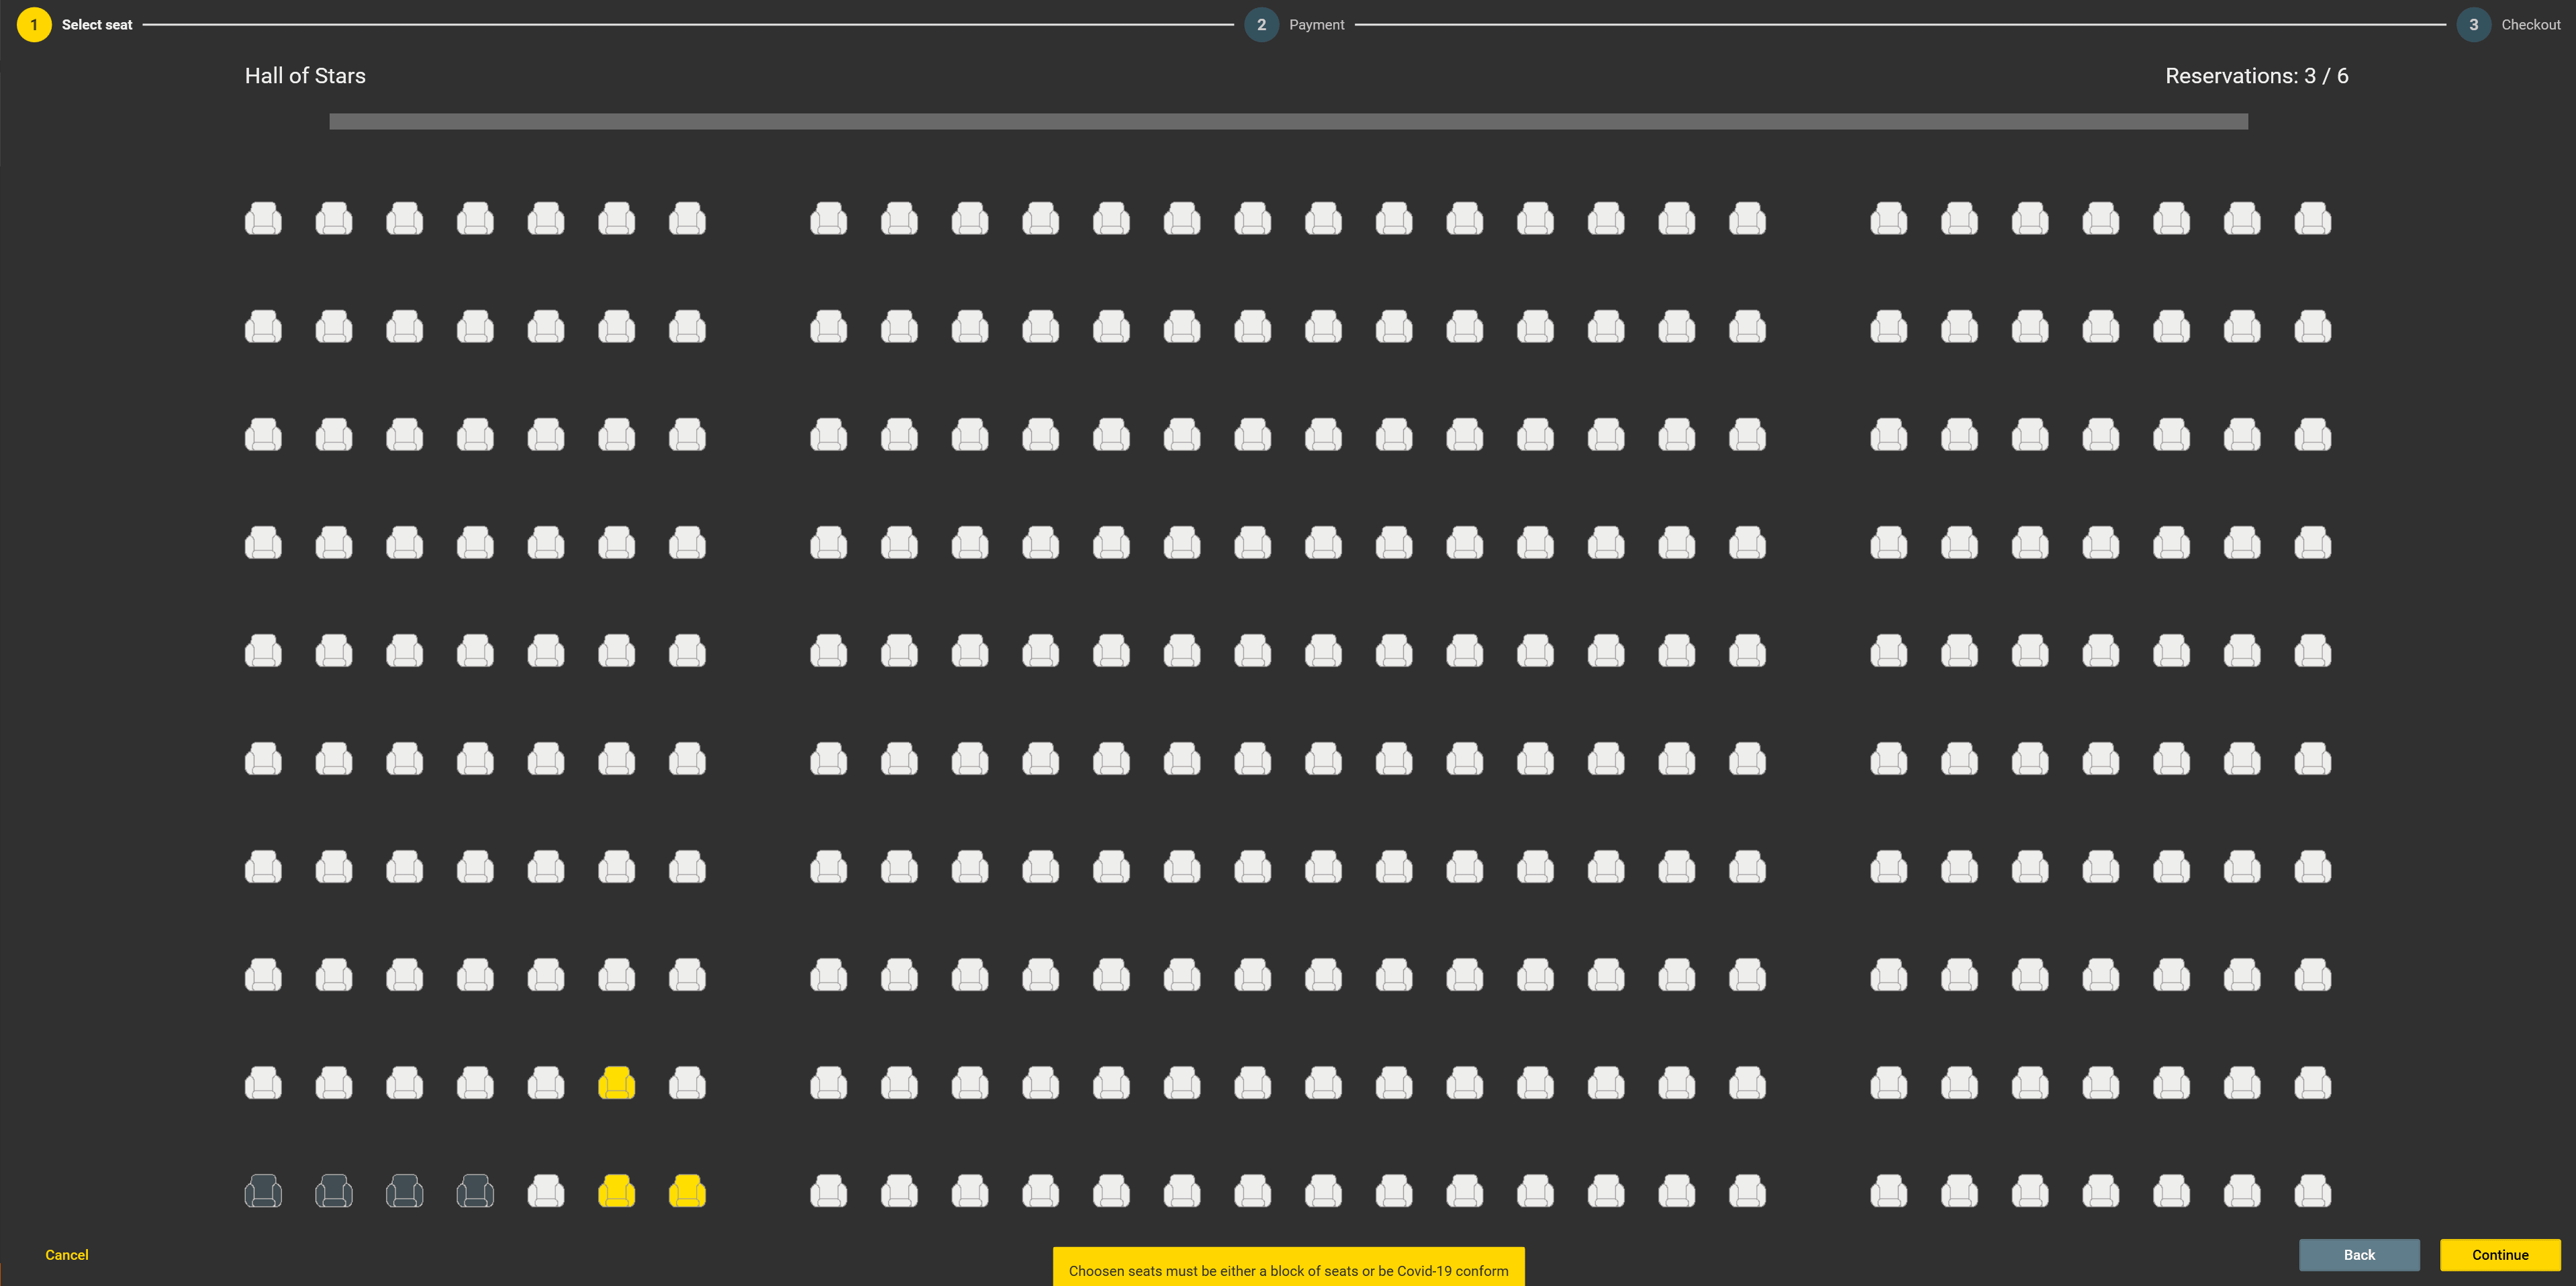 1 Select seat 2 Payment 3 Checkout
Hall of Stars Reservations: 3 / 6
Cancel Back Continue
Choosen seats must be either a block of seats or be Covid-19 conform